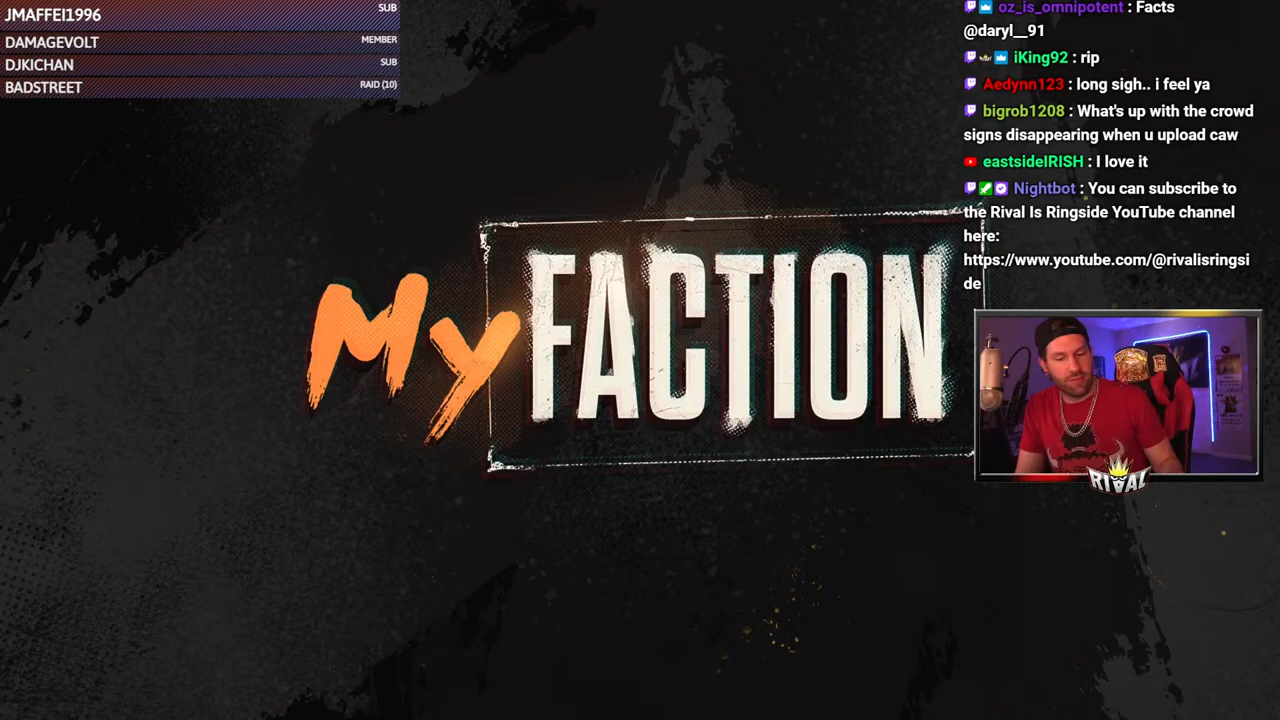 JMAFFEI1996 SUB
DAMAGEVOLT MEMBER
DJKICHAN SUB
BADSTREET RAID (10)
My FACTION
oz_is_omnipotent : Facts
@daryl__91
iKing92 : rip
Aedynn123 : long sigh.. i feel ya
bigrob1208 : What's up with the crowd
signs disappearing when u upload caw
eastsideIRISH : I love it
Nightbot : You can subscribe to
the Rival Is Ringside YouTube channel
here:
https://www.youtube.com/@rivalisringsi
de
RIVAL